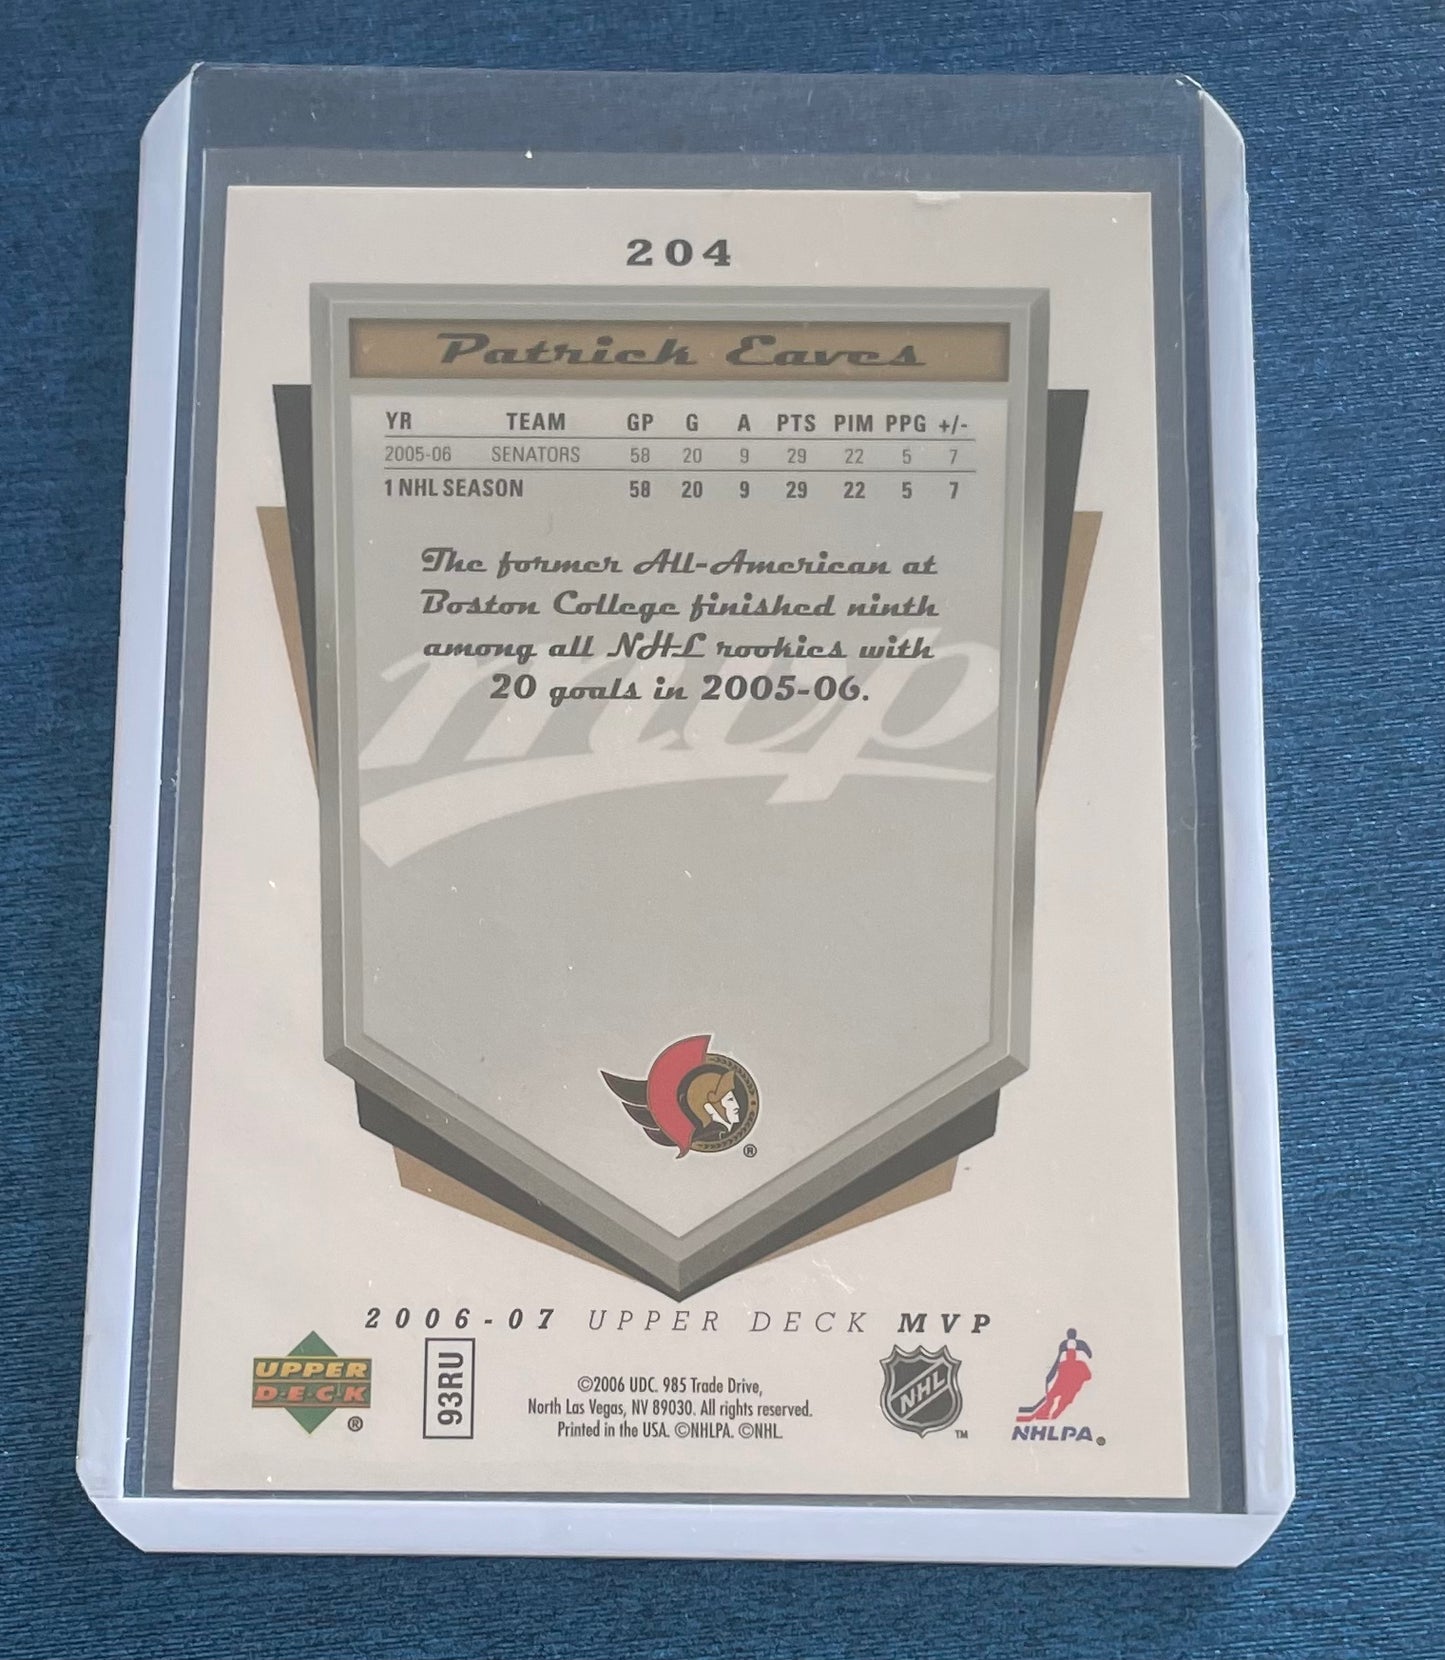 204
Patrick Eaves
YR TEAM GP G A PTS PIM PPG +/-
2005-06 SENATORS 58 20 9 29 22 5 7
1 NHL SEASON 58 20 9 29 22 5 7
The former All-American at
Boston College finished ninth
among all NHL rookies with
20 goals in 2005-06.
mvp
®
2006-07 UPPER DECK MVP
UPPER
DECK
®
93RU
©2006 UDC. 985 Trade Drive,
North Las Vegas, NV 89030. All rights reserved.
Printed in the USA. ©NHLPA. ©NHL.
NHL
TM
NHLPA®